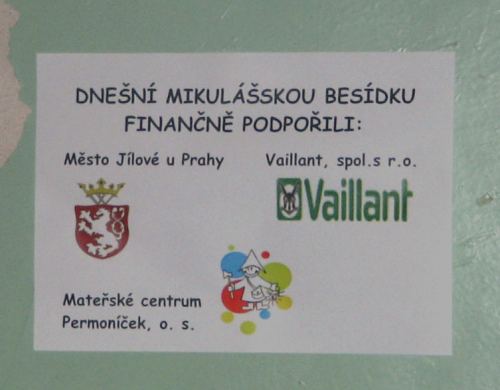 DNEŠNÍ MIKULÁŠSKOU BESÍDKU
FINANČNĚ PODPOŘILI:
Město Jílové u Prahy
Vaillant, spol.s r.o.
Vaillant
Mateřské centrum
Permoníček, o. s.